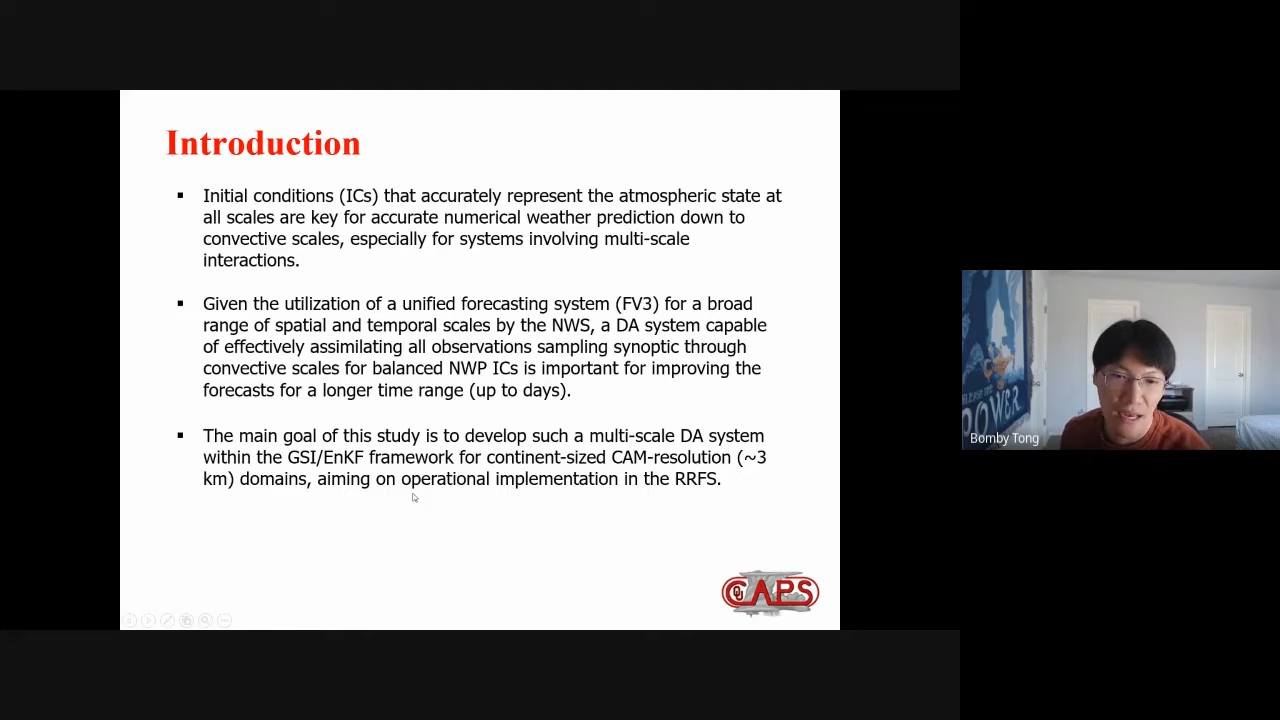 Introduction
▪ Initial conditions (ICs) that accurately represent the atmospheric state at
all scales are key for accurate numerical weather prediction down to
convective scales, especially for systems involving multi-scale
interactions.
▪ Given the utilization of a unified forecasting system (FV3) for a broad
range of spatial and temporal scales by the NWS, a DA system capable
of effectively assimilating all observations sampling synoptic through
convective scales for balanced NWP ICs is important for improving the
forecasts for a longer time range (up to days).
▪ The main goal of this study is to develop such a multi-scale DA system
within the GSI/EnKF framework for continent-sized CAM-resolution (~3
km) domains, aiming on operational implementation in the RRFS.
CAPS
POWER
Bomby Tong